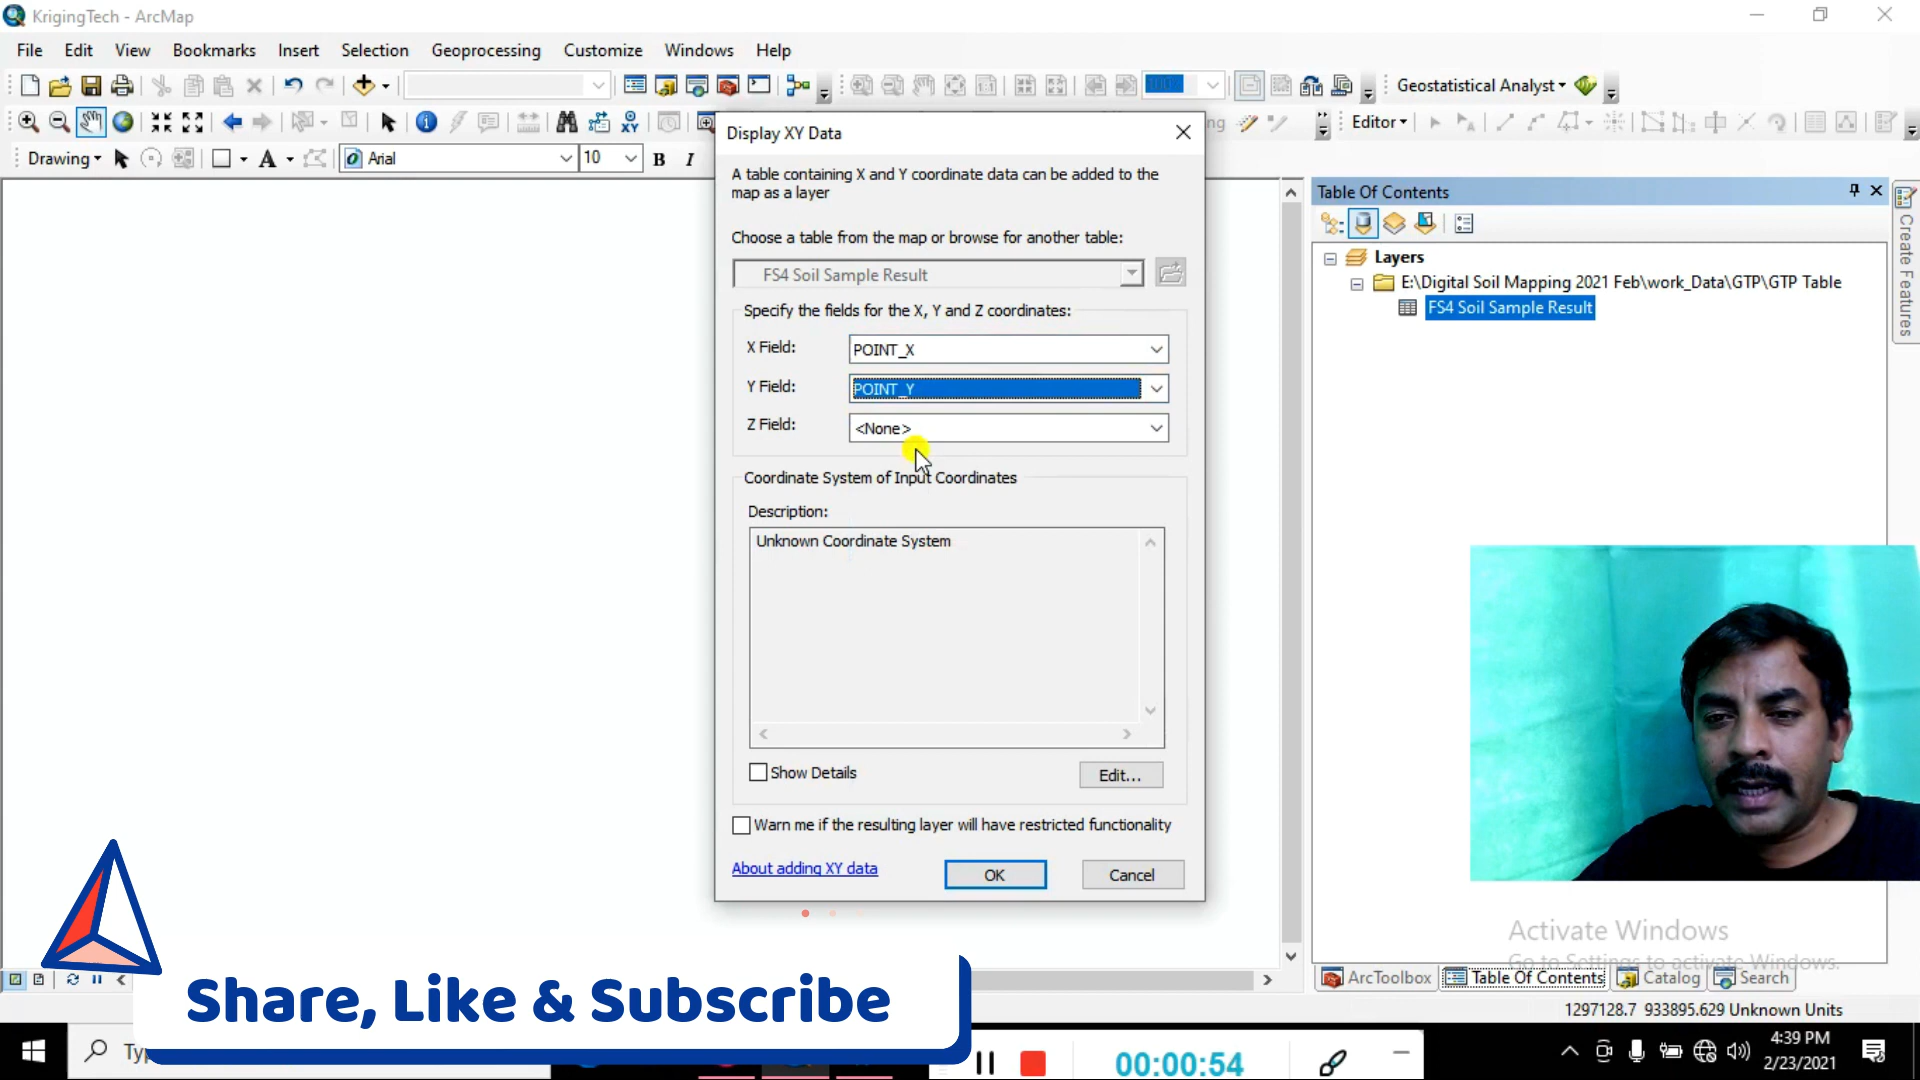 KrigingTech - ArcMap
File Edit View Bookmarks Insert Selection Geoprocessing Customize Windows Help
100%
Geostatistical Analyst
Editor
Drawing
A
Arial
10
B I
Display XY Data
A table containing X and Y coordinate data can be added to the
map as a layer
Choose a table from the map or browse for another table:
FS4 Soil Sample Result
Specify the fields for the X, Y and Z coordinates:
X Field: POINT_X
Y Field: POINT_Y
Z Field: <None>
Coordinate System of Input Coordinates
Description:
Unknown Coordinate System
Show Details
Edit...
Warn me if the resulting layer will have restricted functionality
About adding XY data
OK
Cancel
Table Of Contents
Layers
E:\Digital Soil Mapping 2021 Feb\work_Data\GTP\GTP Table
FS4 Soil Sample Result
Create Features
Activate Windows
Go to Settings to activate Windows.
ArcToolbox Table Of Contents Catalog Search
1297128.7 933895.629 Unknown Units
Share, Like & Subscribe
00:00:54
4:39 PM
2/23/2021